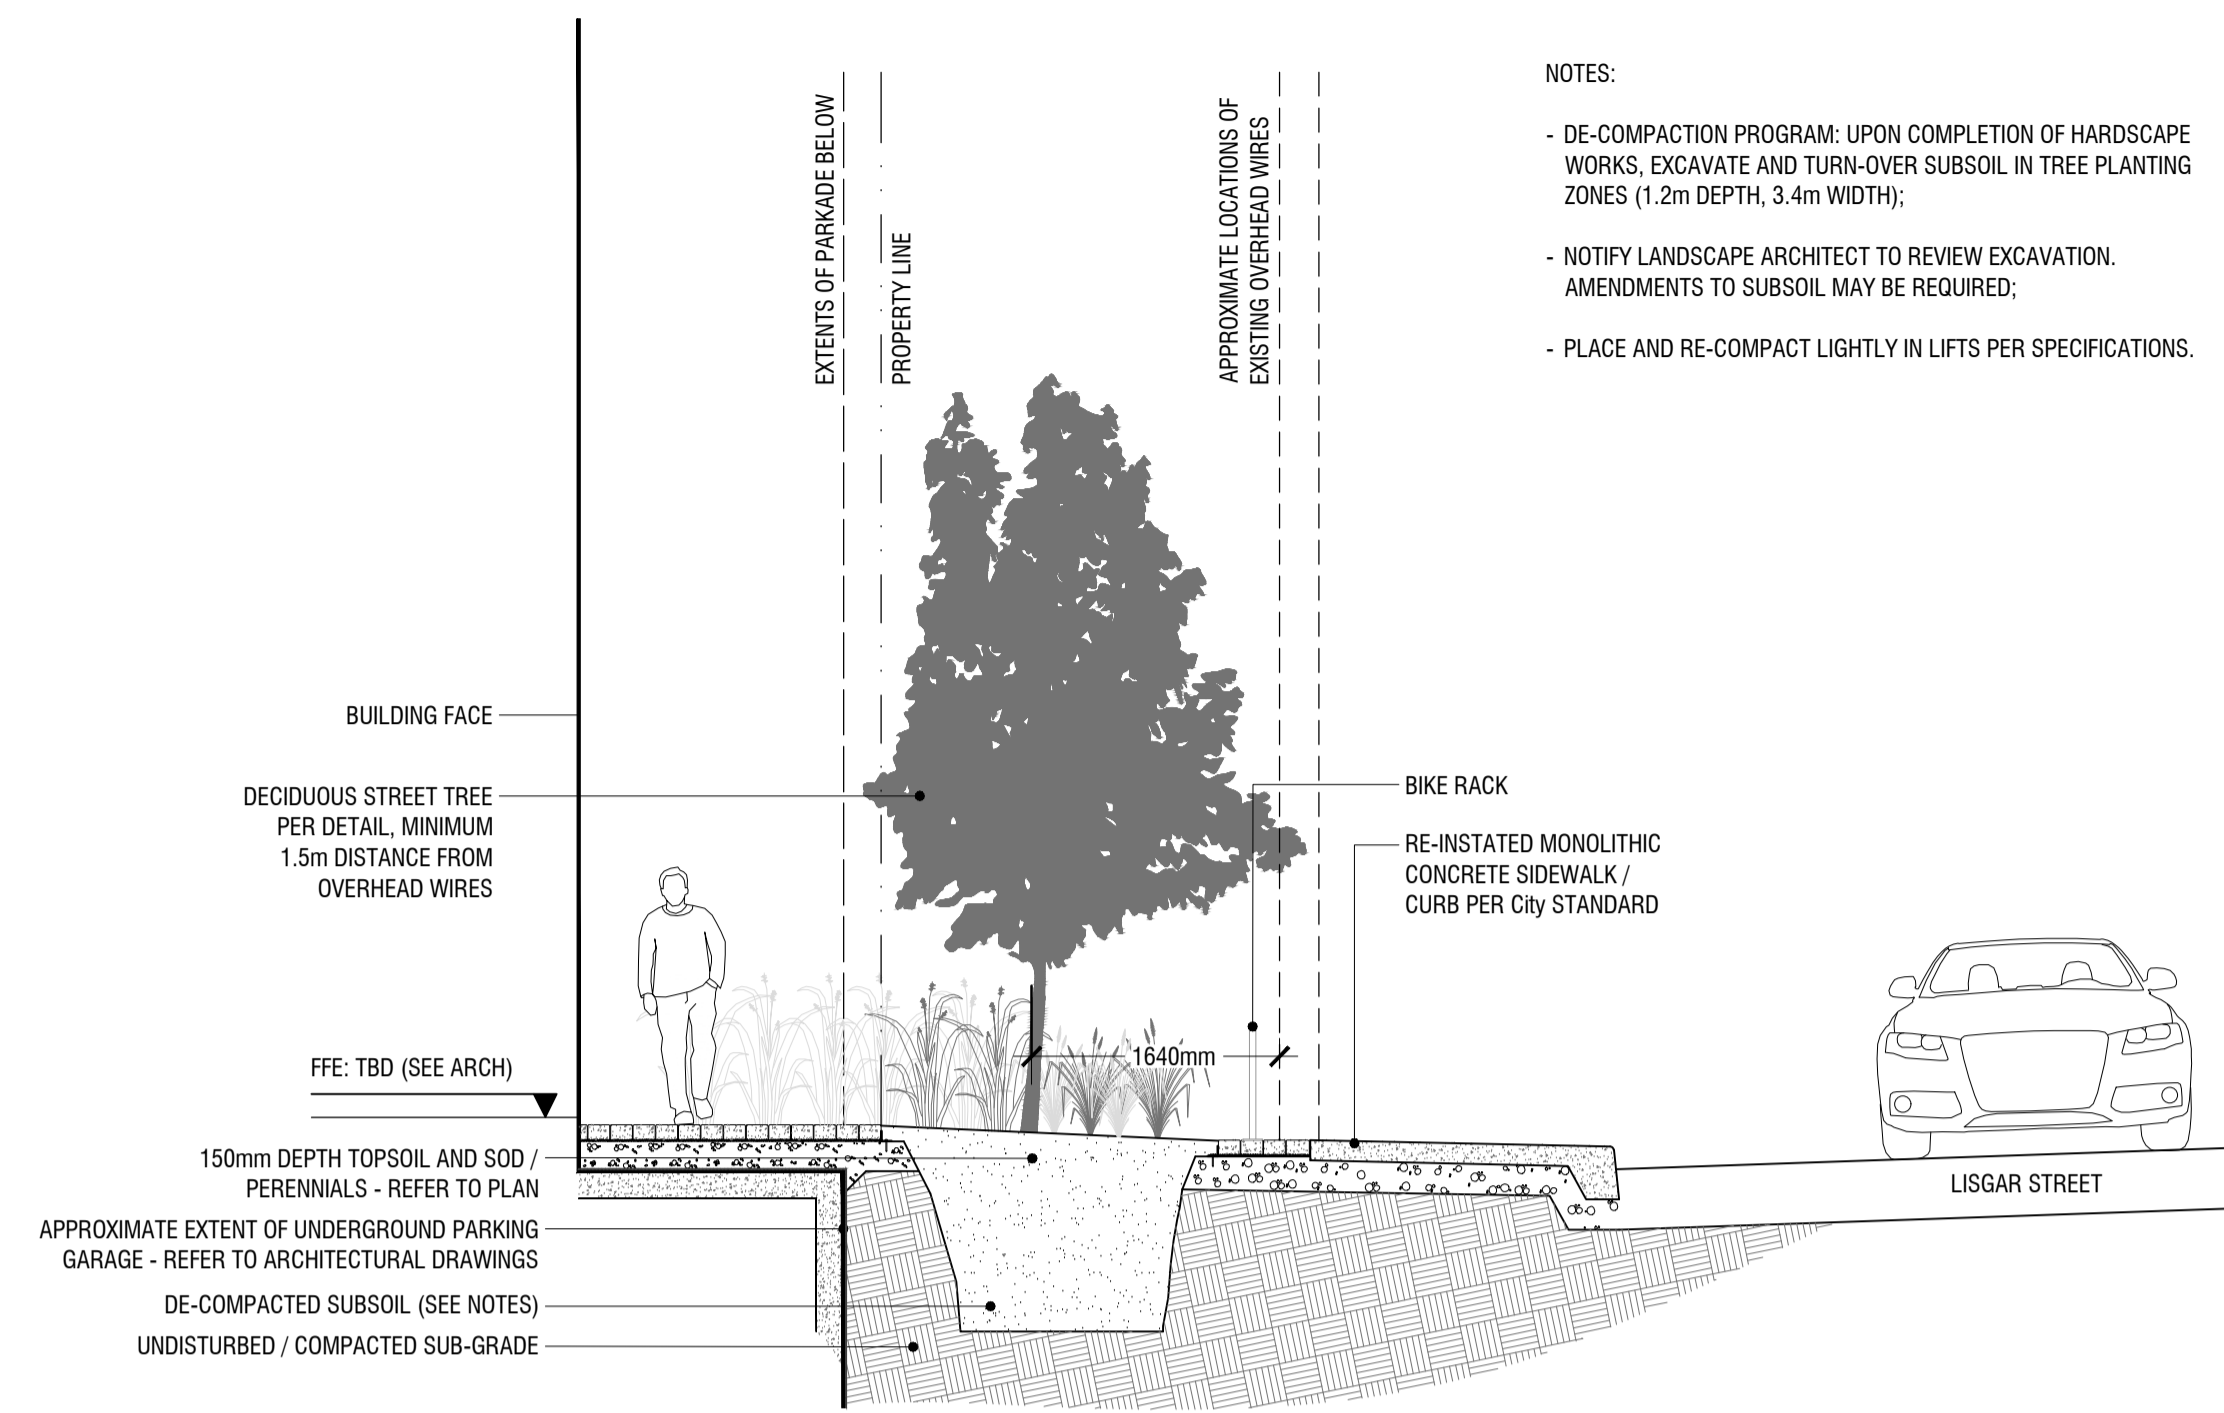 EXTENTS OF PARKADE BELOW
PROPERTY LINE
APPROXIMATE LOCATIONS OF
EXISTING OVERHEAD WIRES
NOTES:
- DE-COMPACTION PROGRAM: UPON COMPLETION OF HARDSCAPE
WORKS, EXCAVATE AND TURN-OVER SUBSOIL IN TREE PLANTING
ZONES (1.2m DEPTH, 3.4m WIDTH);
- NOTIFY LANDSCAPE ARCHITECT TO REVIEW EXCAVATION.
AMENDMENTS TO SUBSOIL MAY BE REQUIRED;
- PLACE AND RE-COMPACT LIGHTLY IN LIFTS PER SPECIFICATIONS.
BUILDING FACE
DECIDUOUS STREET TREE
PER DETAIL, MINIMUM
1.5m DISTANCE FROM
OVERHEAD WIRES
BIKE RACK
RE-INSTATED MONOLITHIC
CONCRETE SIDEWALK /
CURB PER City STANDARD
1640mm
FFE: TBD (SEE ARCH)
150mm DEPTH TOPSOIL AND SOD /
PERENNIALS - REFER TO PLAN
APPROXIMATE EXTENT OF UNDERGROUND PARKING
GARAGE - REFER TO ARCHITECTURAL DRAWINGS
DE-COMPACTED SUBSOIL (SEE NOTES)
UNDISTURBED / COMPACTED SUB-GRADE
LISGAR STREET